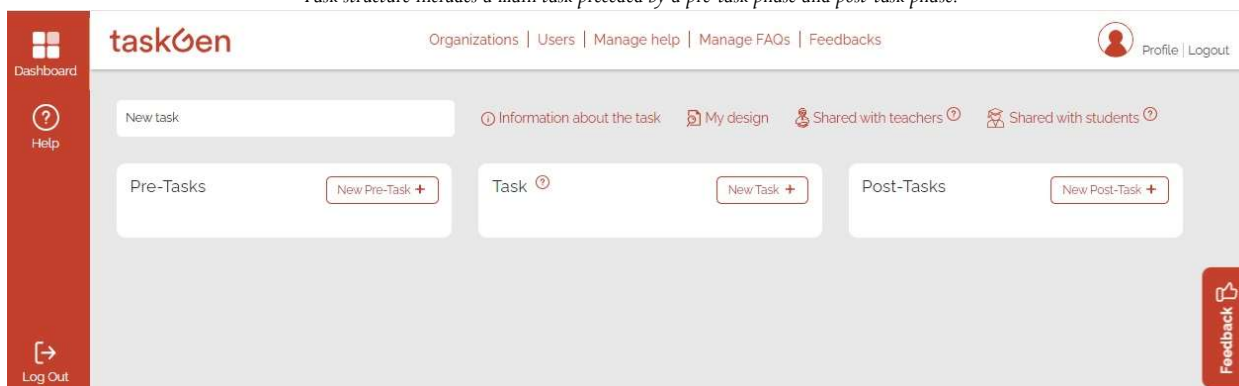 Task structure includes a main task preceded by a pre-task phase and post-task phase.
taskGen
Organizations | Users | Manage help | Manage FAQs | Feedbacks
Profile | Logout
Dashboard
Help
New task
Information about the task My design Shared with teachers ? Shared with students ?
Pre-Tasks New Pre-Task +
Task ? New Task +
Post-Tasks New Post-Task +
Feedback
Log Out